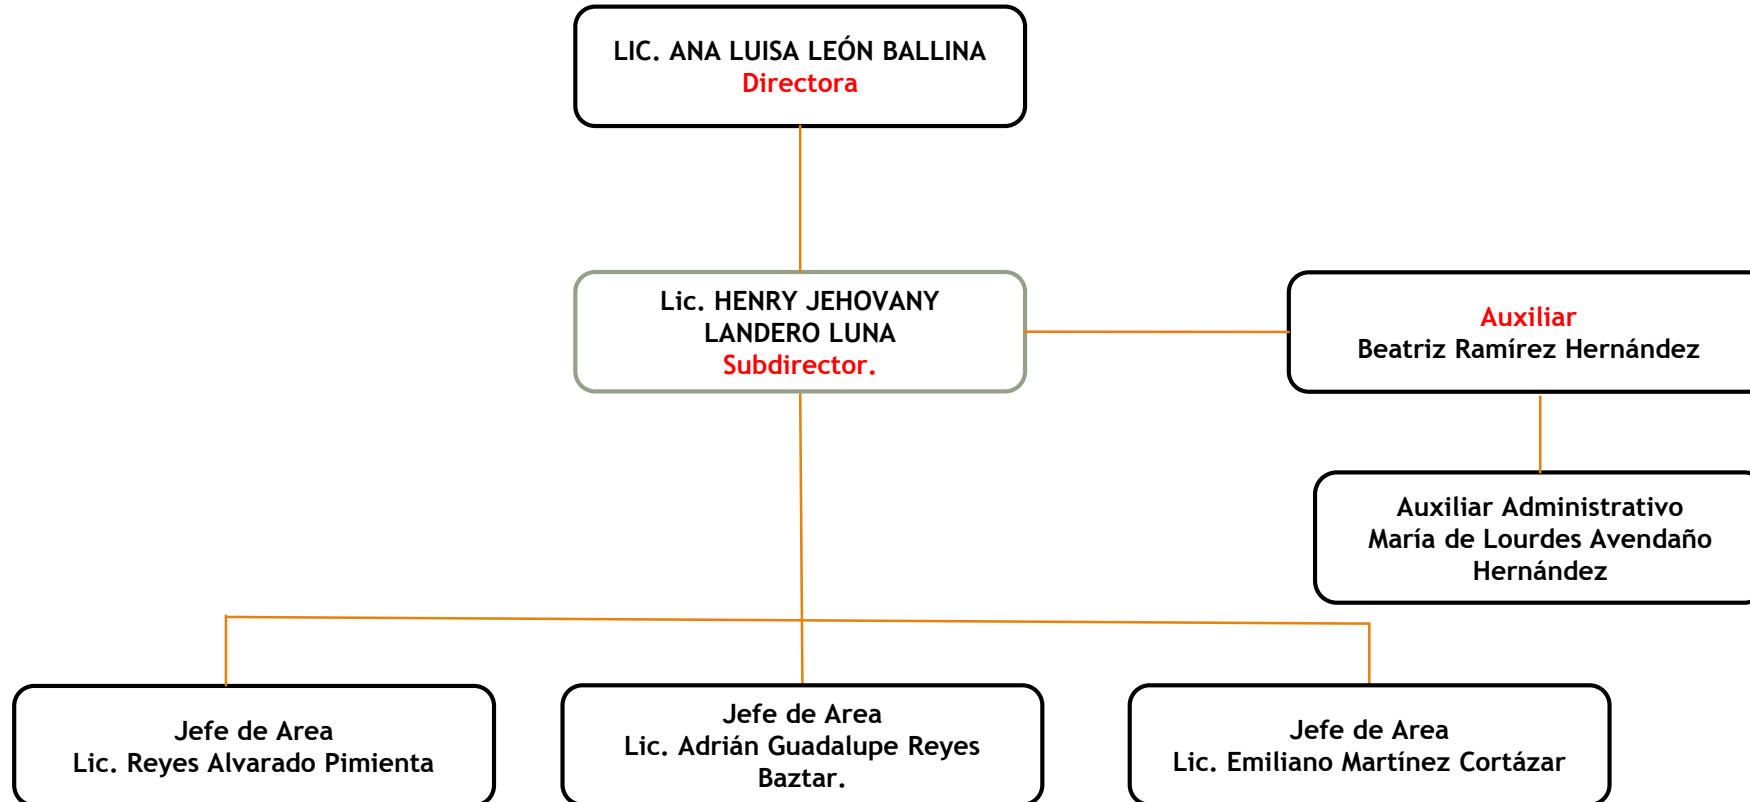 LIC. ANA LUISA LEÓN BALLINA
Directora
Lic. HENRY JEHOVANY
LANDERO LUNA
Subdirector.
Auxiliar
Beatriz Ramírez Hernández
Auxiliar Administrativo
María de Lourdes Avendaño
Hernández
Jefe de Area
Lic. Reyes Alvarado Pimienta
Jefe de Area
Lic. Adrián Guadalupe Reyes
Baztar.
Jefe de Area
Lic. Emiliano Martínez Cortázar